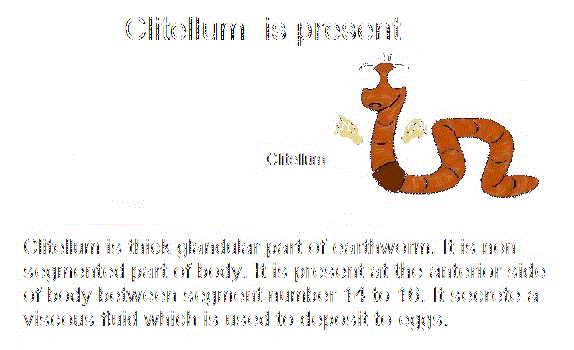 Clitellum is present
Clitellum
Clitellum is thick glandular part of earthworm. It is non
segmented part of body. It is present at the anterior side
of body between segment number 14 to 16. It secrete a
viscous fluid which is used to deposit to eggs.